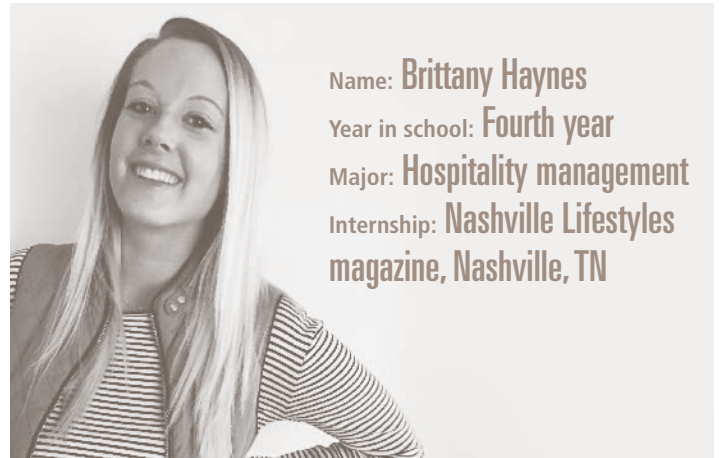 Name: Brittany Haynes
Year in school: Fourth year
Major: Hospitality management
Internship: Nashville Lifestyles
magazine, Nashville, TN